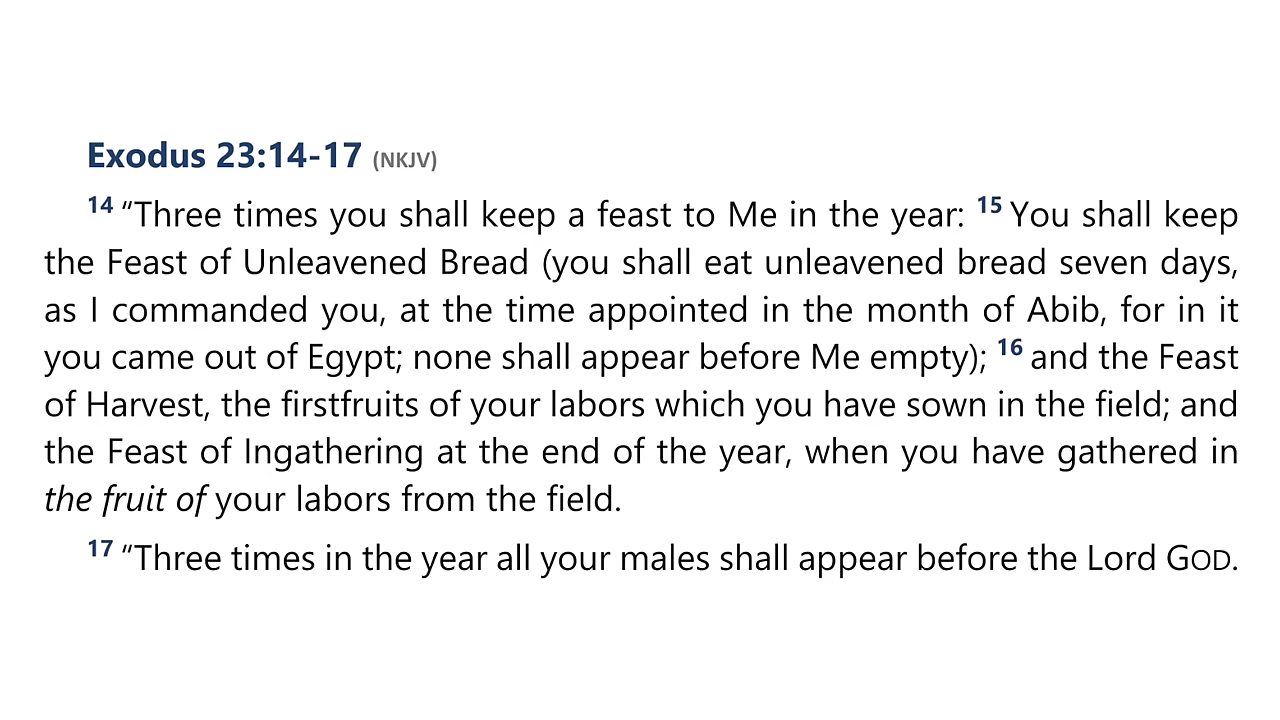 Exodus 23:14-17 (NKJV)
14 “Three times you shall keep a feast to Me in the year: 15 You shall keep
the Feast of Unleavened Bread (you shall eat unleavened bread seven days,
as I commanded you, at the time appointed in the month of Abib, for in it
you came out of Egypt; none shall appear before Me empty); 16 and the Feast
of Harvest, the firstfruits of your labors which you have sown in the field; and
the Feast of Ingathering at the end of the year, when you have gathered in
the fruit of your labors from the field.
17 “Three times in the year all your males shall appear before the Lord GOD.